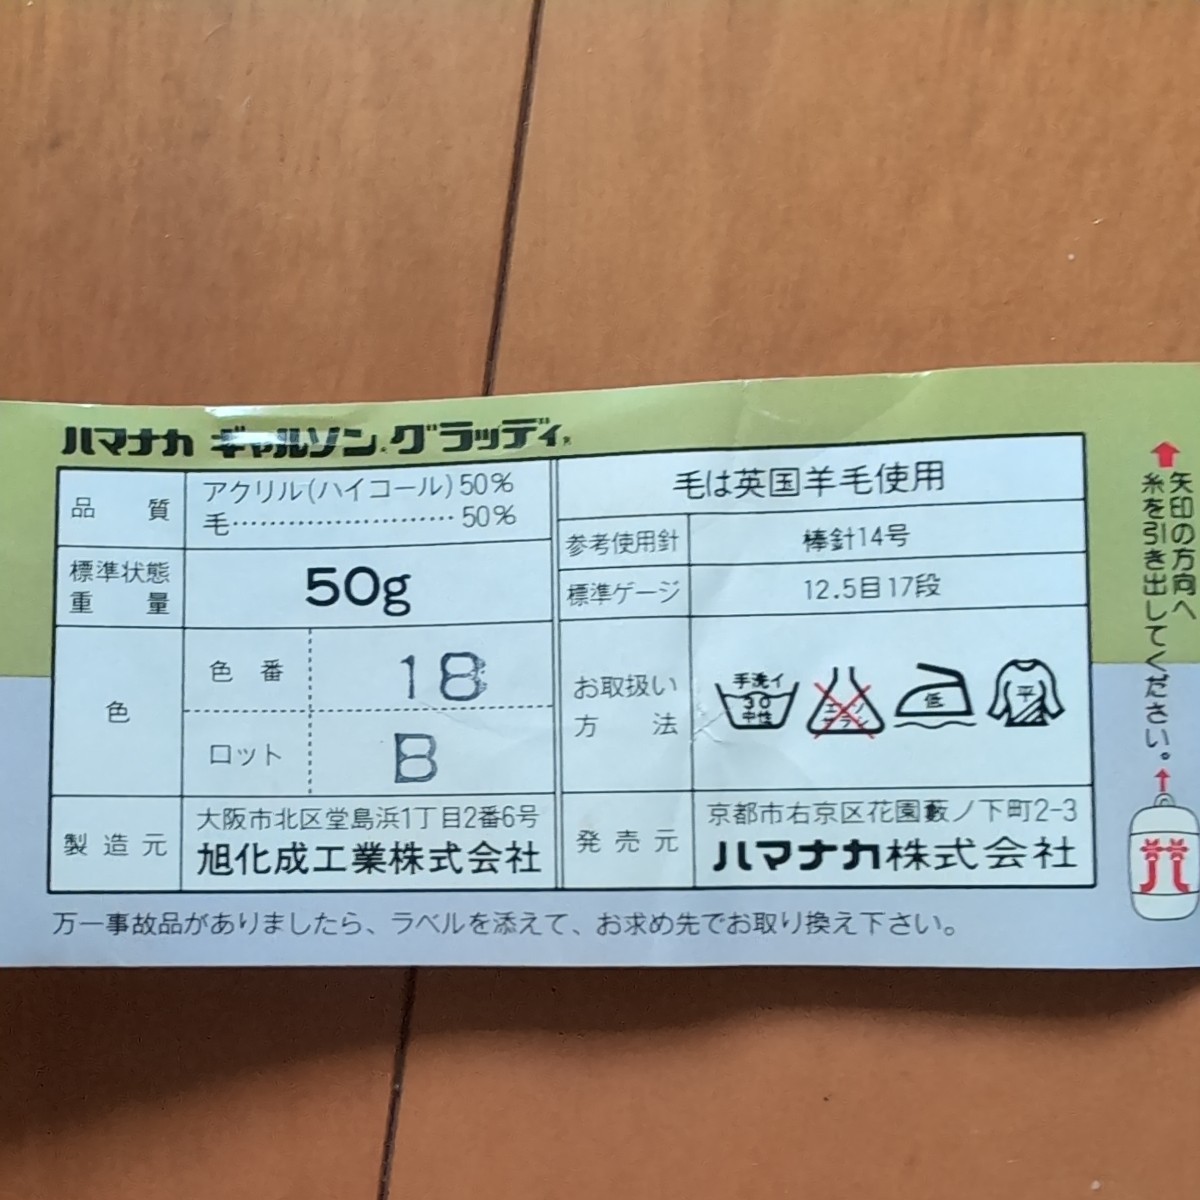 ハマナカ ギャルソン® グラッディ®
品質
アクリル(ハイコール)50%
毛……………………50%
標準状態
重量
50g
色
色番
18
ロット
B
製造元
大阪市北区堂島浜1丁目2番6号
旭化成工業株式会社
毛は英国羊毛使用
参考使用針
棒針14号
標準ゲージ
12.5目17段
お取扱い
方法
手洗イ
30
中性
エンソ
サラシ
低
平
発売元
京都市右京区花園藪ノ下町2-3
ハマナカ株式会社
万一事故品がありましたら、ラベルを添えて、お求め先でお取り換え下さい。
矢印の方向へ
糸を引き出してください。